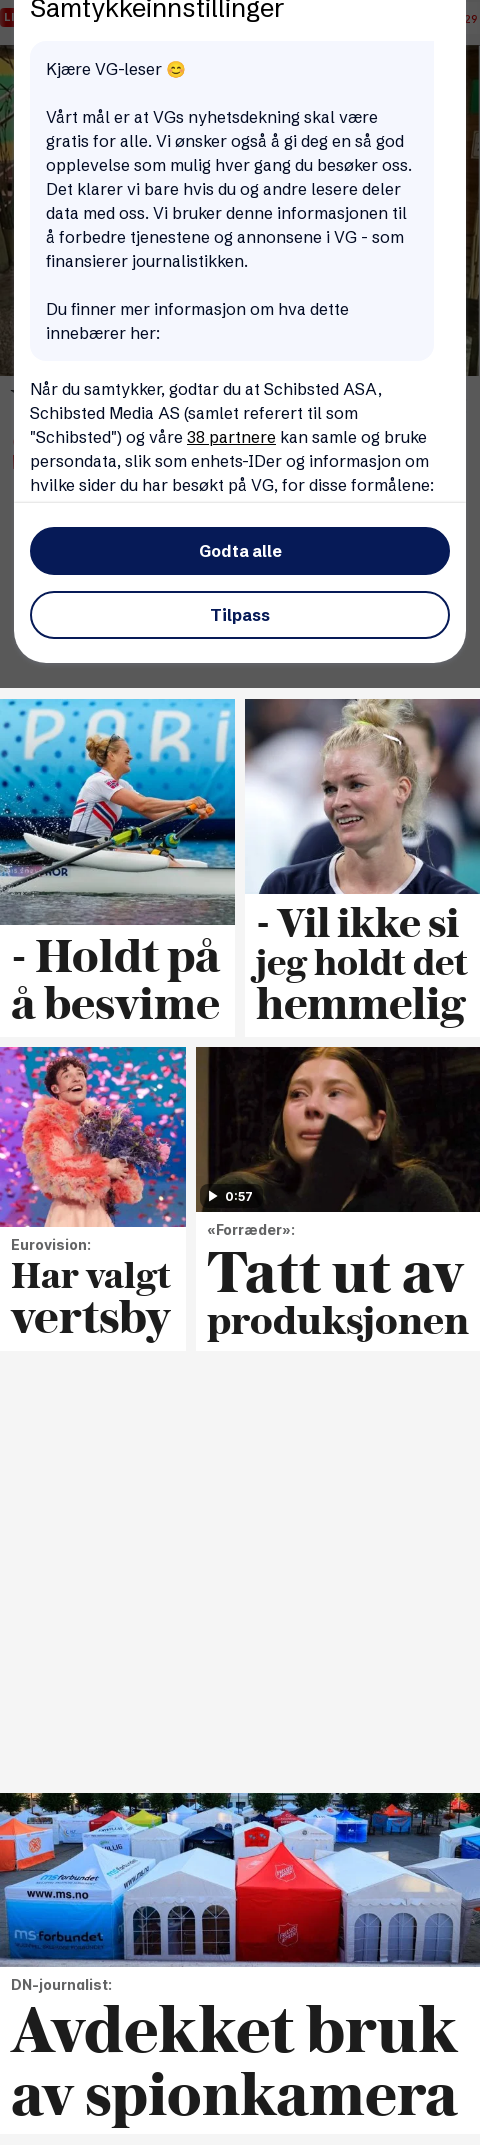 Samtykkeinnstillinger
Kjære VG-leser 😊
Vårt mål er at VGs nyhetsdekning skal være
gratis for alle. Vi ønsker også å gi deg en så god
opplevelse som mulig hver gang du besøker oss.
Det klarer vi bare hvis du og andre lesere deler
data med oss. Vi bruker denne informasjonen til
å forbedre tjenestene og annonsene i VG - som
finansierer journalistikken.
Du finner mer informasjon om hva dette
innebærer her:
Når du samtykker, godtar du at Schibsted ASA,
Schibsted Media AS (samlet referert til som
"Schibsted") og våre 38 partnere kan samle og bruke
persondata, slik som enhets-IDer og informasjon om
hvilke sider du har besøkt på VG, for disse formålene:
Godta alle
Tilpass
PARI
- Holdt på
å besvime
- Vil ikke si
jeg holdt det
hemmelig
Eurovision:
Har valgt
vertsby
0:57
«Forræder»:
Tatt ut av
produksjonen
msforbundet
www.ms.no
msforbundet
DN-journalist:
Avdekket bruk
av spionkamera